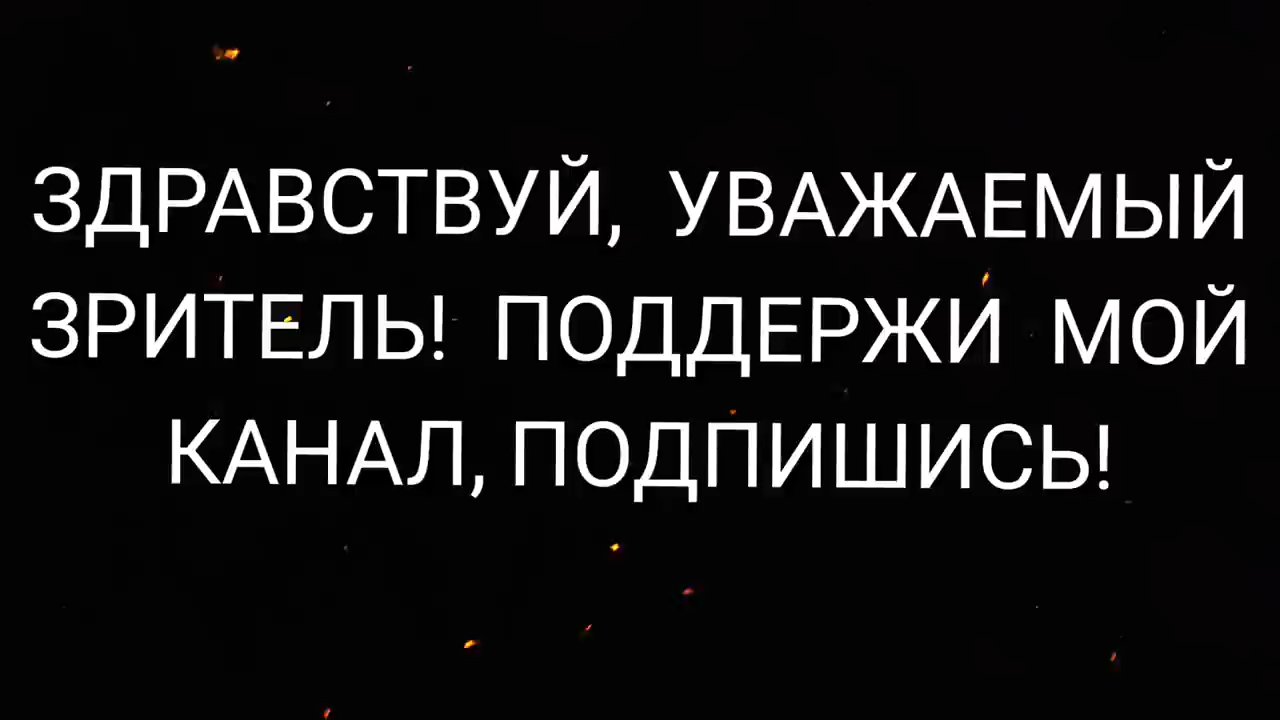 ЗДРАВСТВУЙ, УВАЖАЕМЫЙ
ЗРИТЕЛЬ! ПОДДЕРЖИ МОЙ
КАНАЛ, ПОДПИШИСЬ!